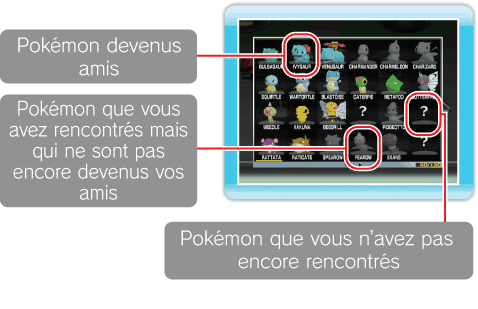 Pokémon devenus
amis
Pokémon que vous
avez rencontrés mais
qui ne sont pas
encore devenus vos
amis
Pokémon que vous n'avez pas
encore rencontrés
BULBASAUR IVYSAUR VENUSAUR CHARMANDER CHARMELEON CHARIZARD
SQUIRTLE WARTORTLE BLASTOISE CATERPIE METAPOD BUTTERFREE
WEEDLE KAKUNA BEEDRILL ? PIDGEOTTO ?
RATTATA RATICATE SPEAROW FEAROW EKANS ?